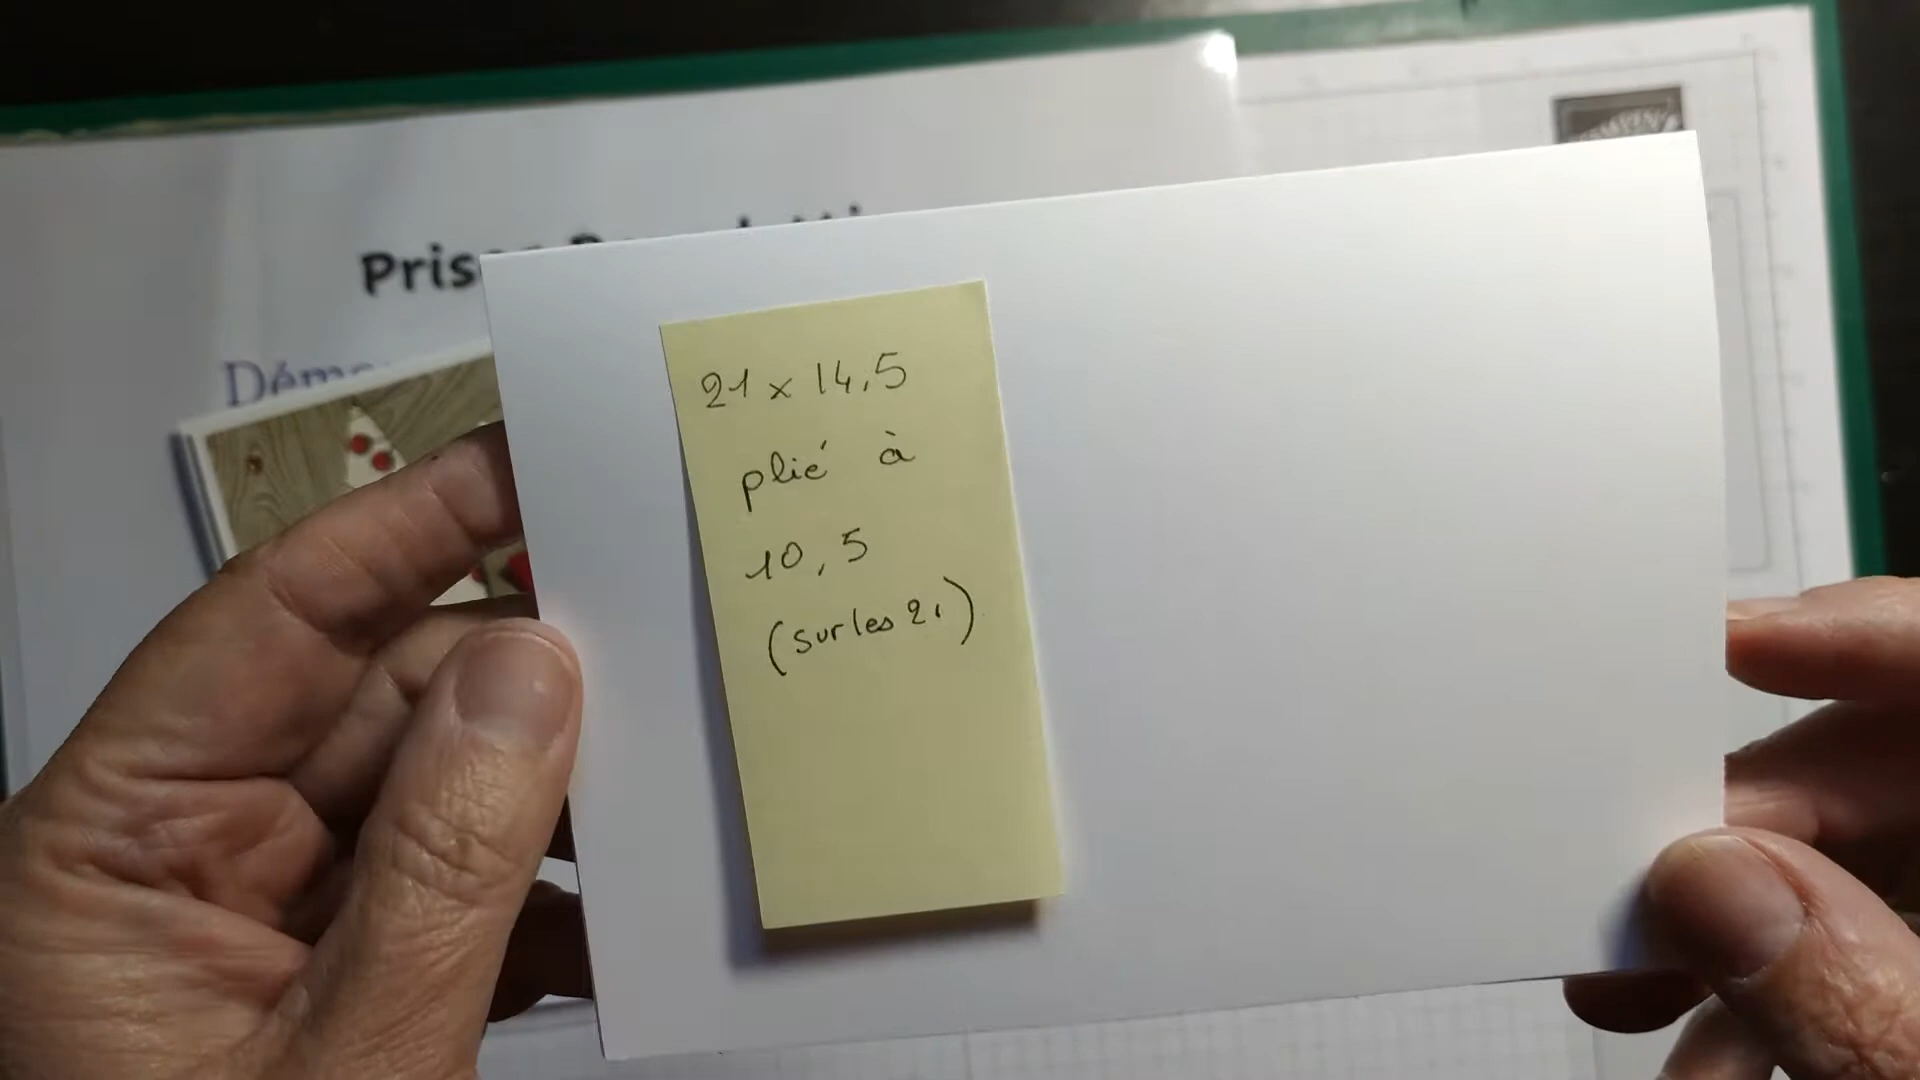 21 x 14,5
plié à
10,5
(sur les 21)